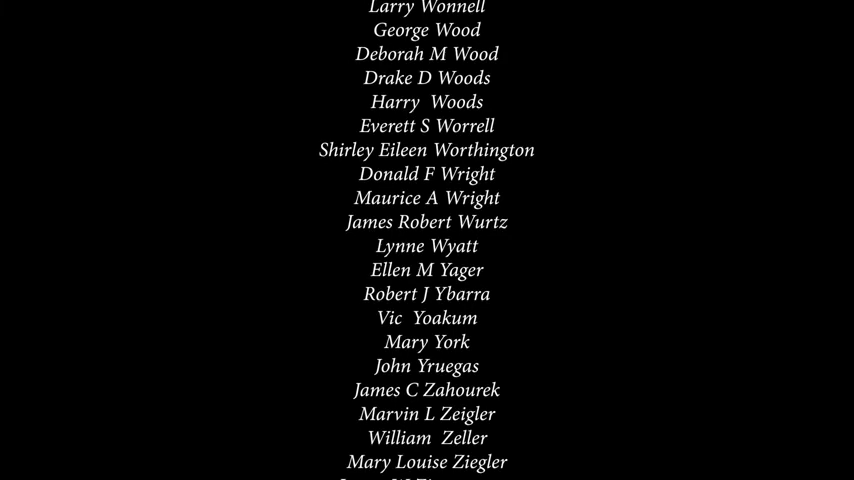 Larry Wonnell
George Wood
Deborah M Wood
Drake D Woods
Harry  Woods
Everett S Worrell
Shirley Eileen Worthington
Donald F Wright
Maurice A Wright
James Robert Wurtz
Lynne Wyatt
Ellen M Yager
Robert J Ybarra
Vic  Yoakum
Mary York
John Yruegas
James C Zahourek
Marvin L Zeigler
William  Zeller
Mary Louise Ziegler